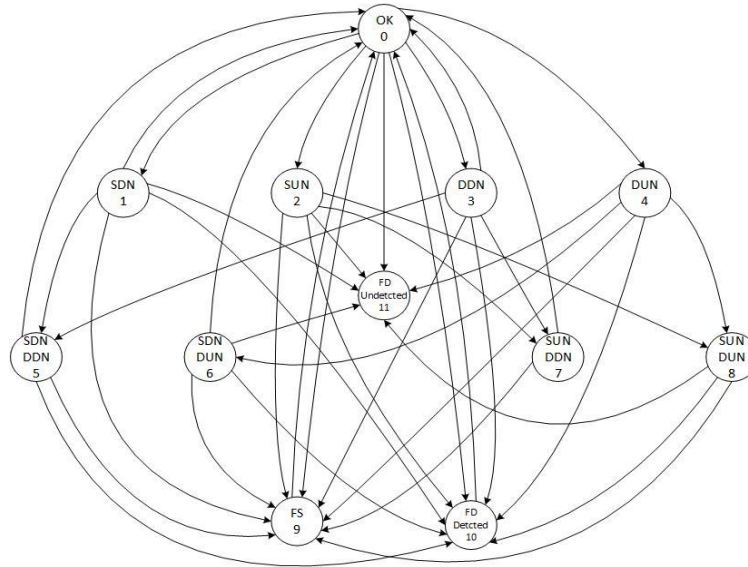 OK
0
SDN
1
SUN
2
DDN
3
DUN
4
FD
Undetcted
11
SDN
DDN
5
SDN
DUN
6
SUN
DDN
7
SUN
DUN
8
FS
9
FD
Detcted
10